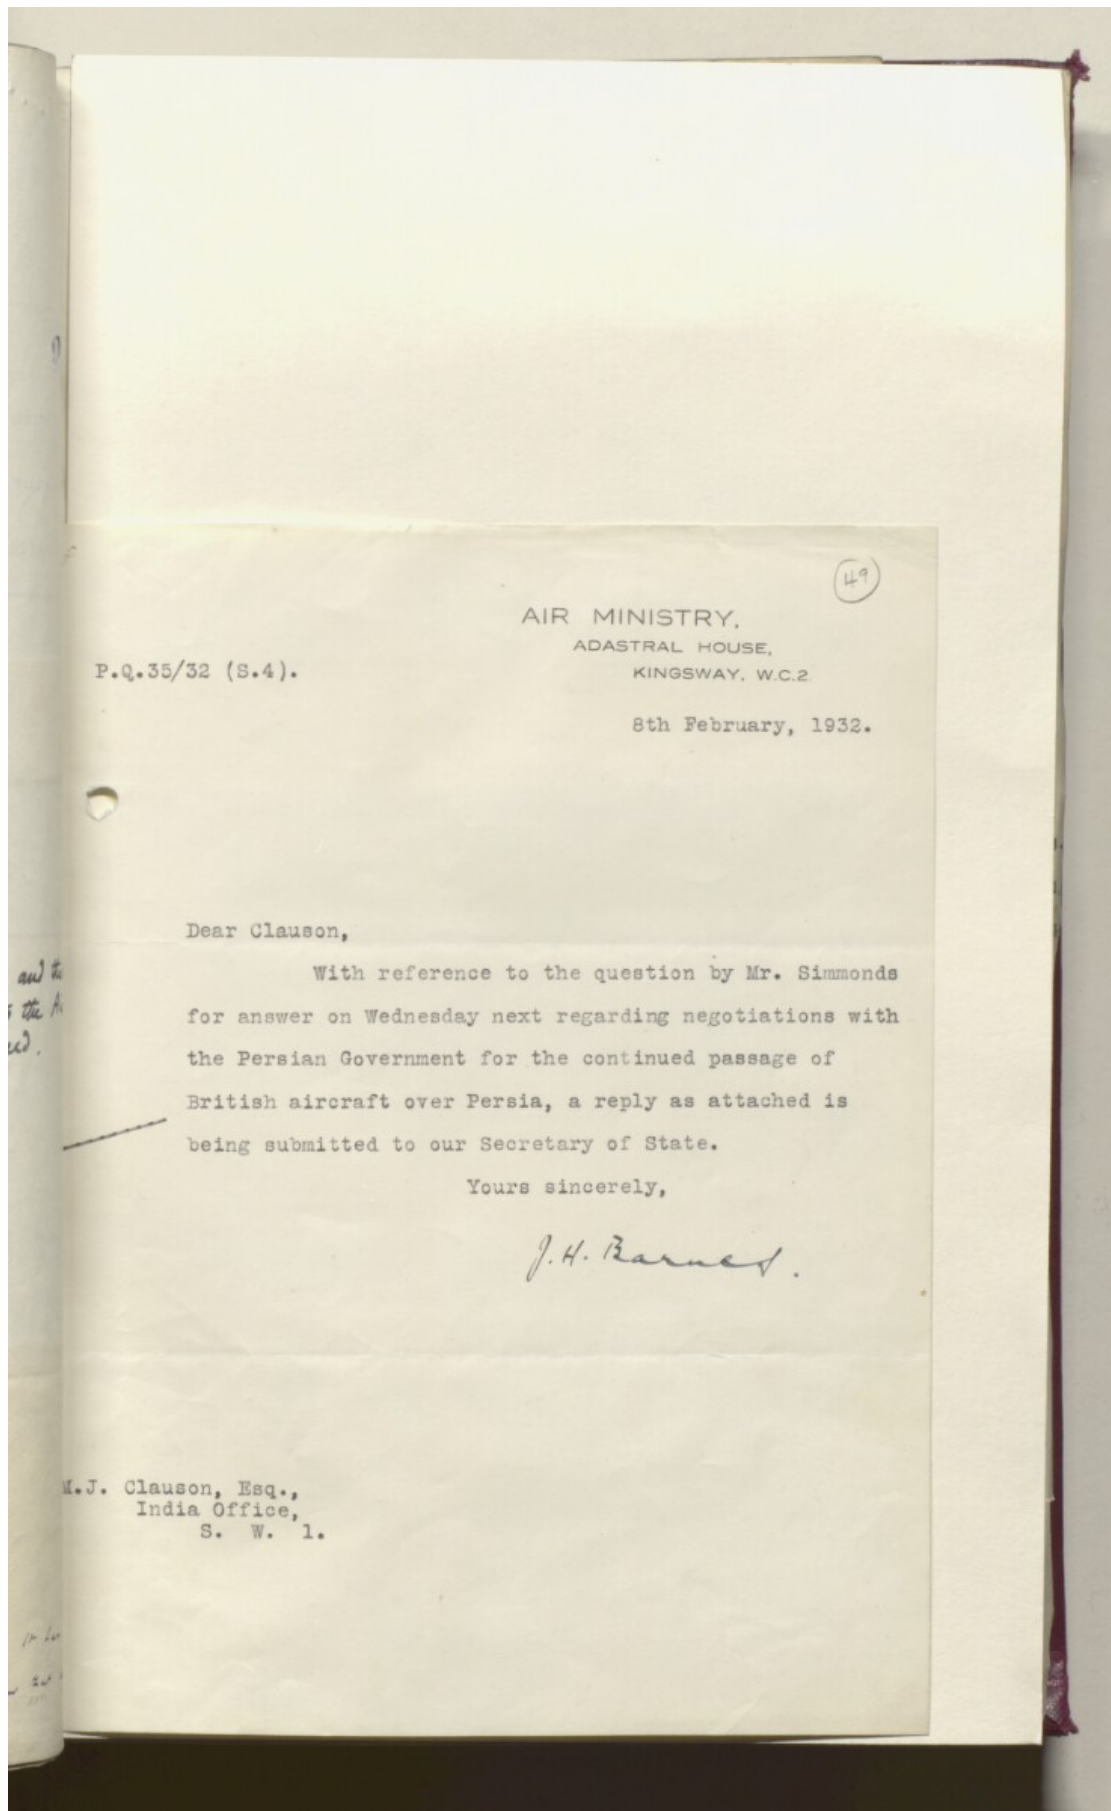 49
AIR MINISTRY,
ADASTRAL HOUSE,
KINGSWAY, W.C.2.
P.Q.35/32 (S.4).
8th February, 1932.
Dear Clauson,
With reference to the question by Mr. Simmonds
for answer on Wednesday next regarding negotiations with
the Persian Government for the continued passage of
British aircraft over Persia, a reply as attached is
being submitted to our Secretary of State.
Yours sincerely,
J. H. Barnes.
M.J. Clauson, Esq.,
India Office,
S. W. 1.
and
the